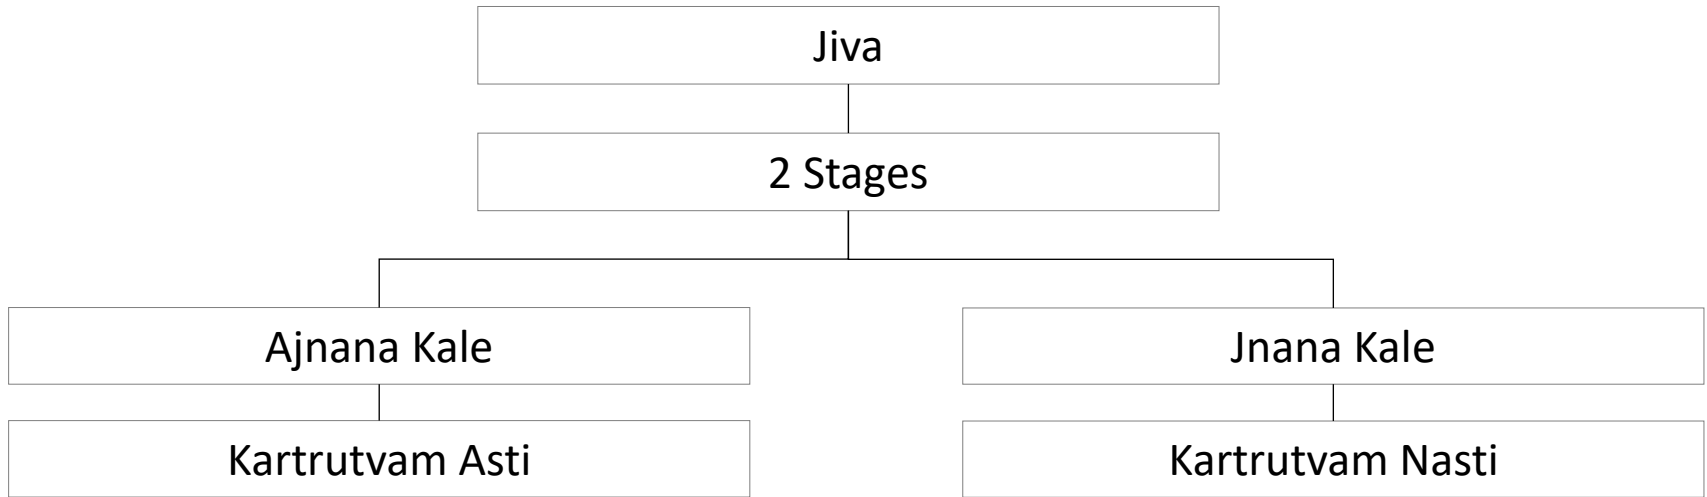 Jiva
2 Stages
Ajnana Kale
Jnana Kale
Kartrutvam Asti
Kartrutvam Nasti